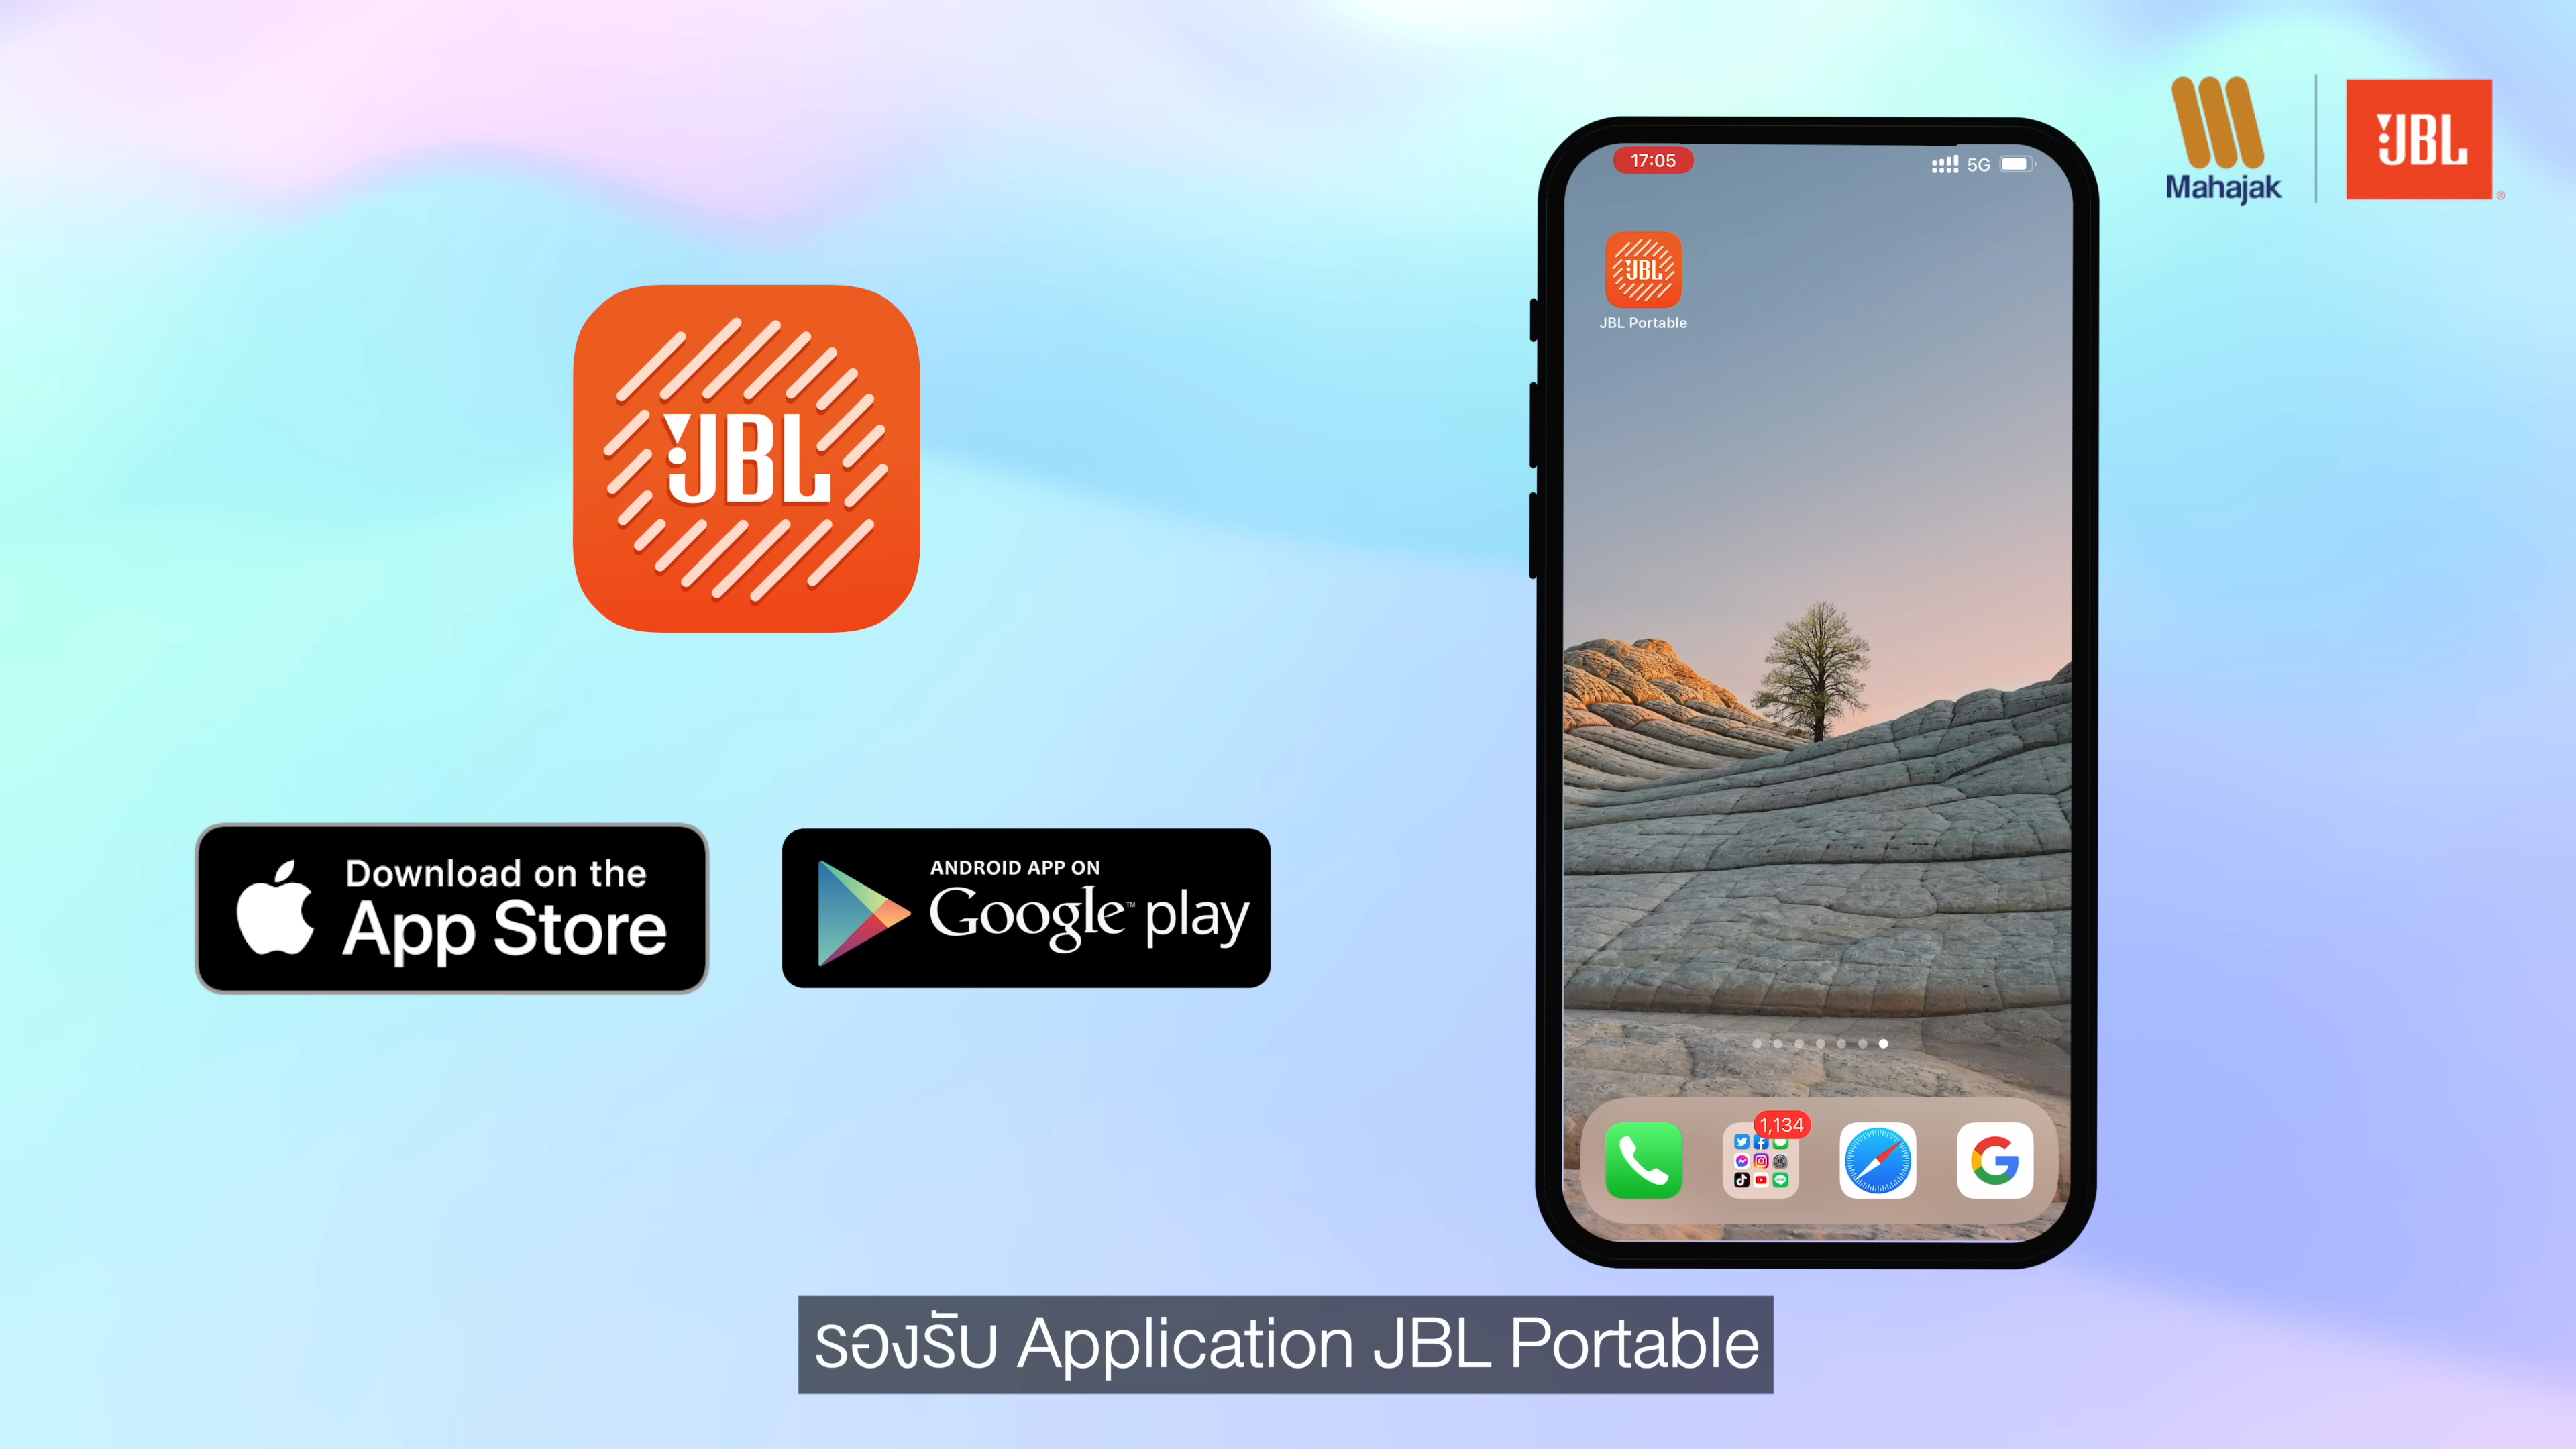 17:05
5G
Mahajak
JBL
®
JBL
JBL Portable
JBL
Download on the
App Store
ANDROID APP ON
Google™ play
1,134
รองรับ Application JBL Portable